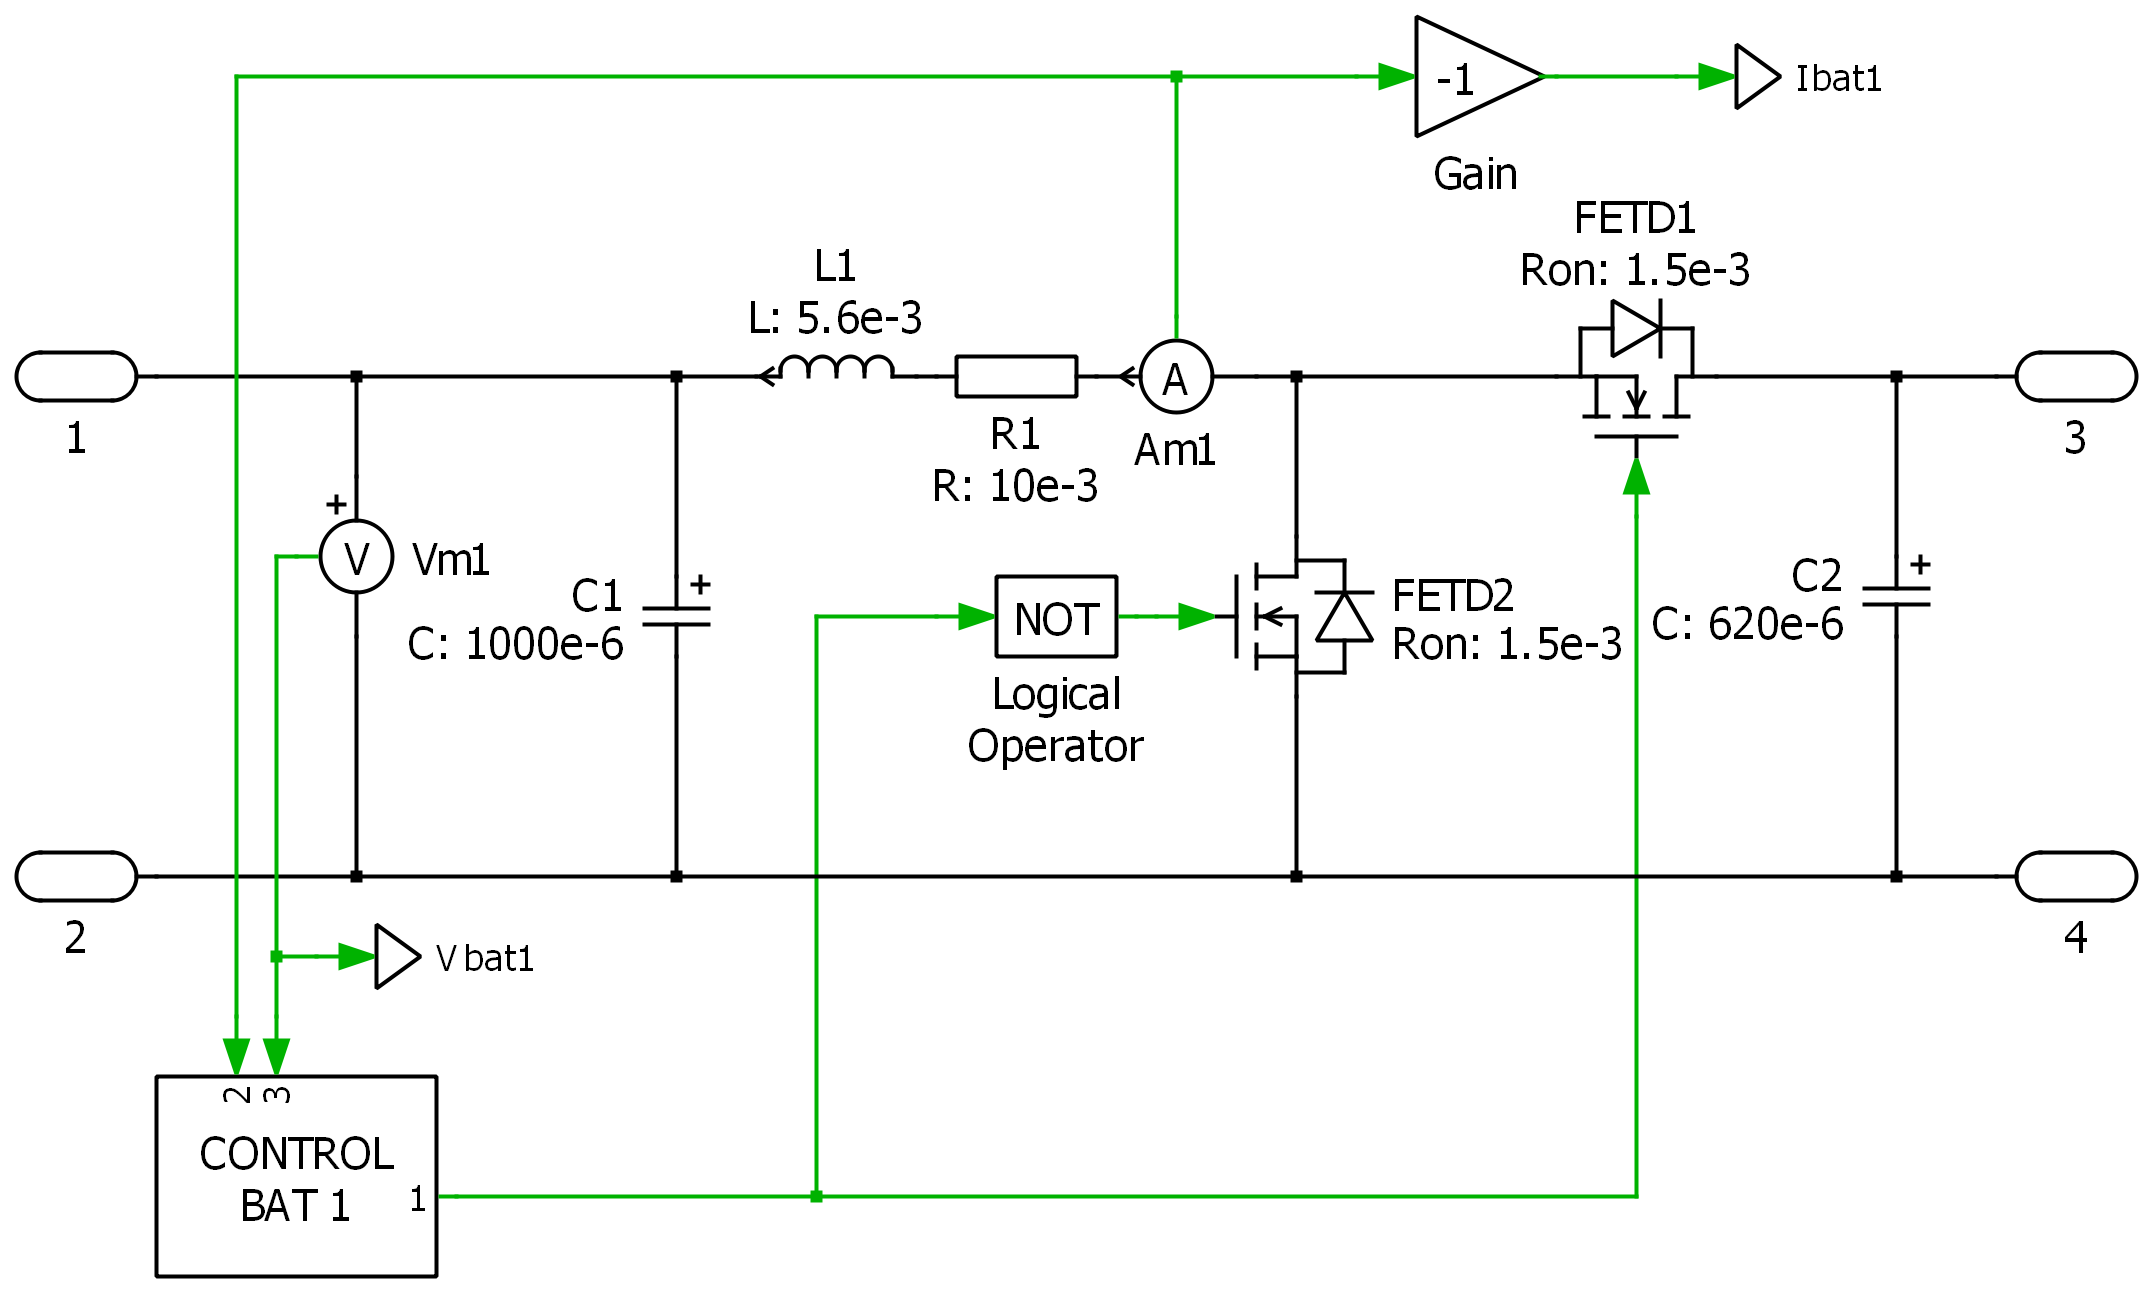 -1
Ibat1
Gain
FETD1
Ron: 1.5e-3
L1
L: 5.6e-3
A
1
R1
R: 10e-3
Am1
3
+
V
Vm1
C1
C: 1000e-6
+
NOT
Logical
Operator
FETD2
Ron: 1.5e-3
C2
C: 620e-6
+
2
4
Vbat1
2
3
CONTROL
BAT 1
1